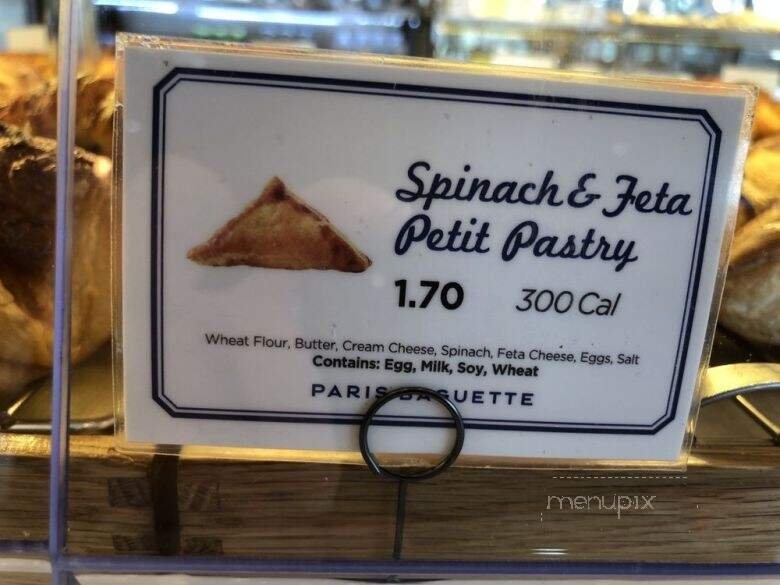 Spinach & Feta
Petit Pastry
1.70 300 Cal
Wheat Flour, Butter, Cream Cheese, Spinach, Feta Cheese, Eggs, Salt
Contains: Egg, Milk, Soy, Wheat
PARIS BAGUETTE
menupix